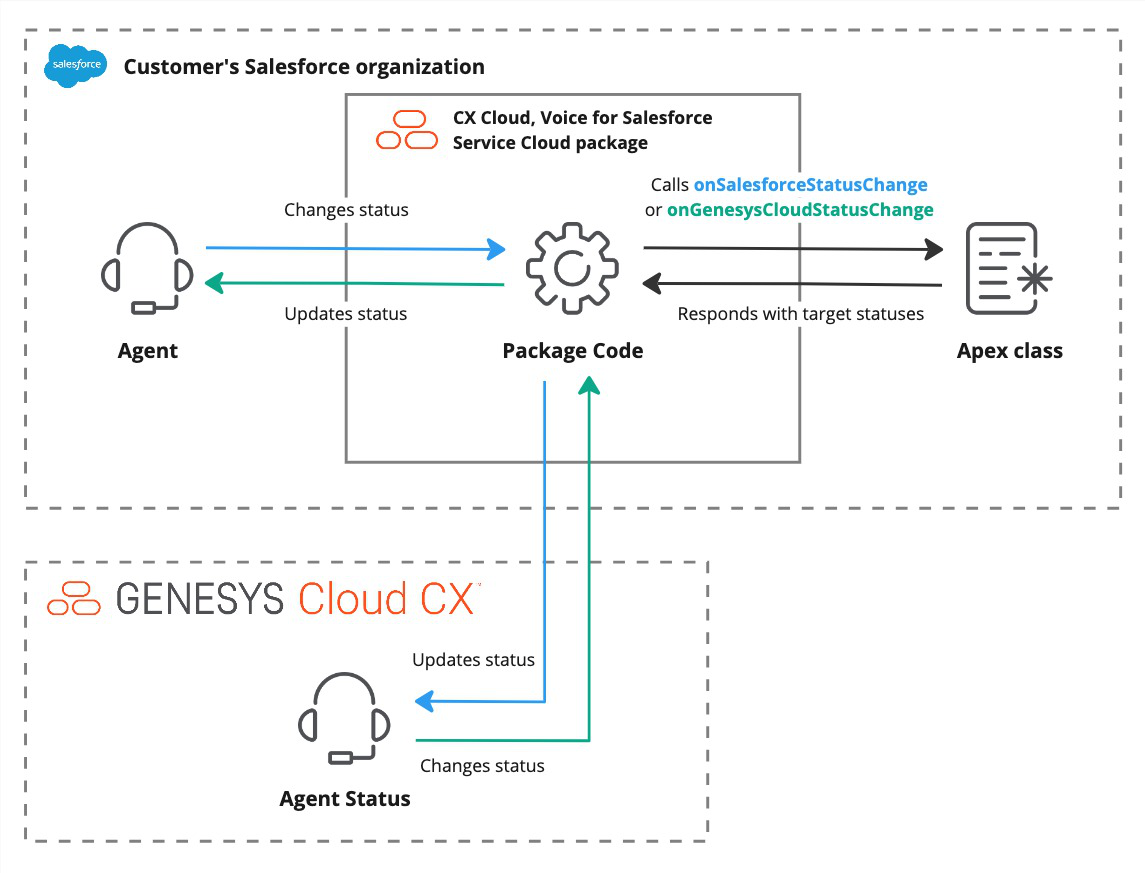 salesforce
Customer's Salesforce organization
CX Cloud, Voice for Salesforce
Service Cloud package
Calls onSalesforceStatusChange
or onGenesysCloudStatusChange
Changes status
Updates status
Responds with target statuses
Agent
Package Code
Apex class
GENESYS Cloud CX™
Updates status
Changes status
Agent Status